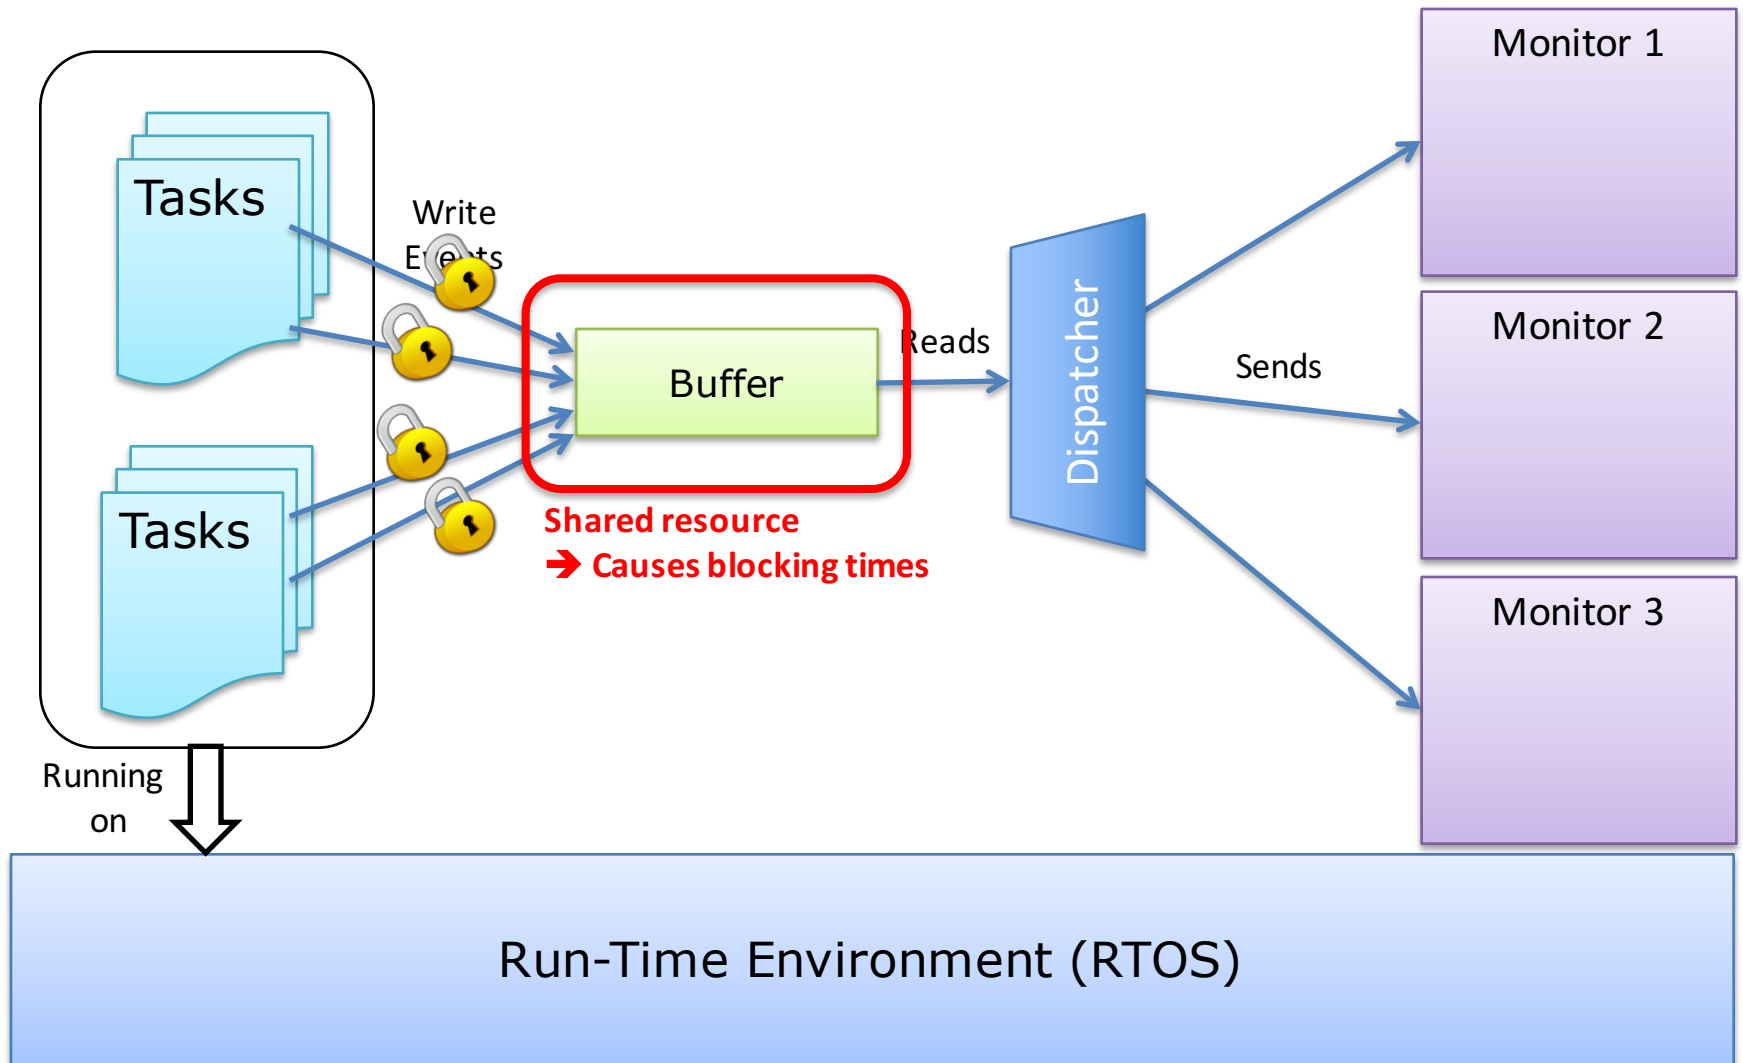 Monitor 1
Tasks
Write
Events
Monitor 2
Reads
Sends
Buffer
Dispatcher
Tasks
Shared resource
➔ Causes blocking times
Monitor 3
Running
on
Run-Time Environment (RTOS)